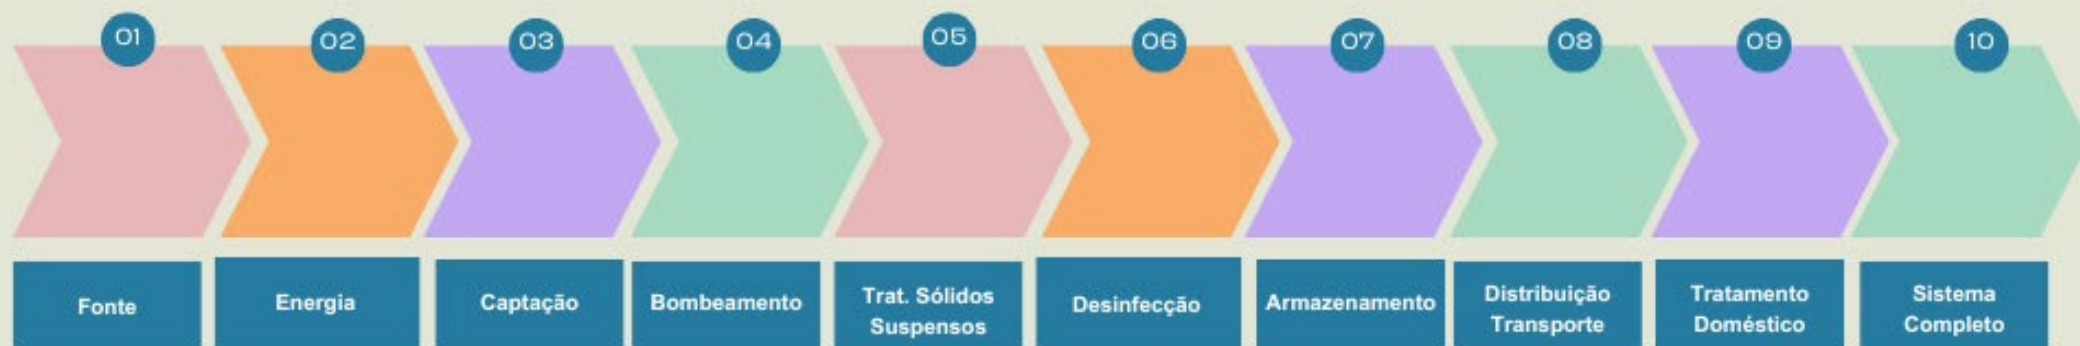 01
02
03
04
05
06
07
08
09
10
Fonte
Energia
Captação
Bombeamento
Trat. Sólidos
Suspensos
Desinfecção
Armazenamento
Distribuição
Transporte
Tratamento
Doméstico
Sistema
Completo